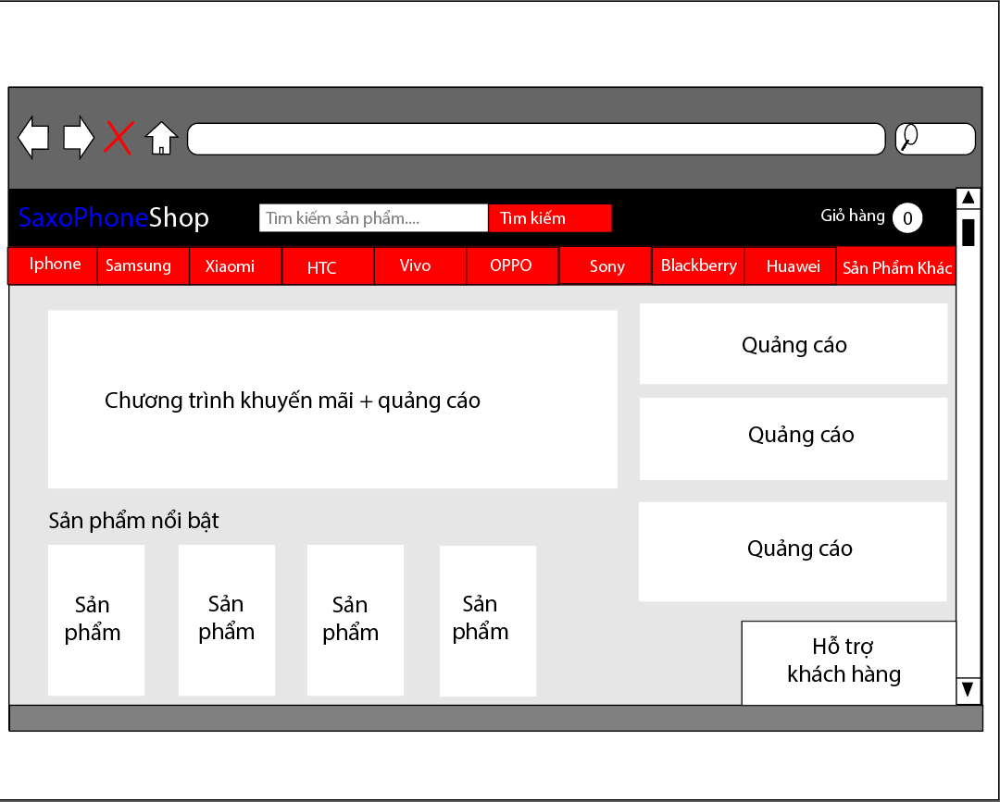 SaxoPhoneShop
Tìm kiếm sản phẩm....
Tìm kiếm
Giỏ hàng
0
Iphone
Samsung
Xiaomi
HTC
Vivo
OPPO
Sony
Blackberry
Huawei
Sản Phẩm Khác
Chương trình khuyến mãi + quảng cáo
Quảng cáo
Quảng cáo
Quảng cáo
Sản phẩm nổi bật
Sản
phẩm
Sản
phẩm
Sản
phẩm
Sản
phẩm
Hỗ trợ
khách hàng